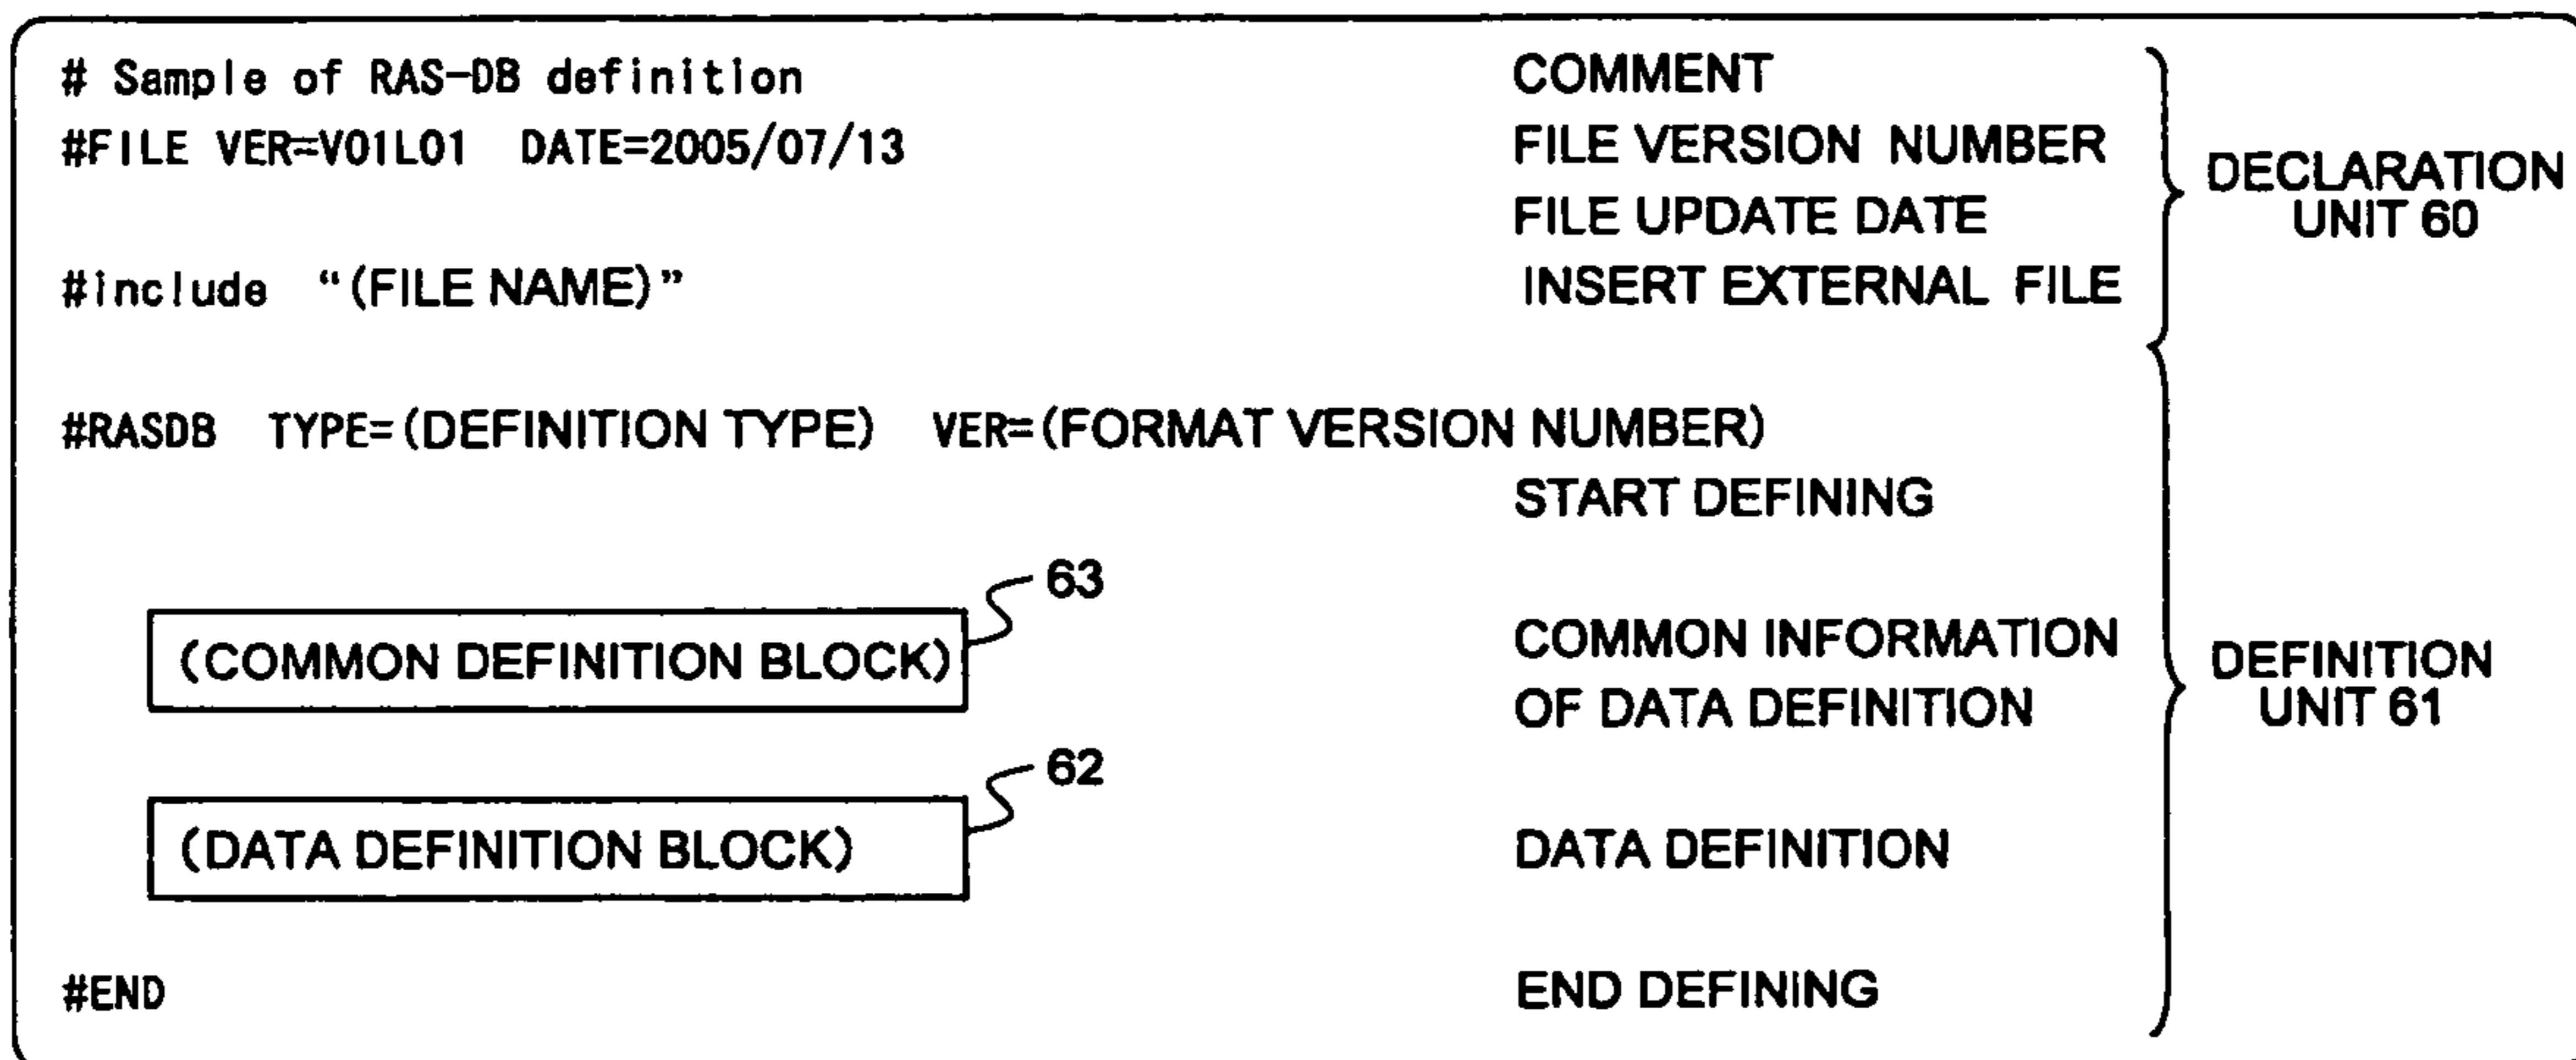 # Sample of RAS-DB definition COMMENT
#FILE VER=V01L01 DATE=2005/07/13 FILE VERSION NUMBER
FILE UPDATE DATE
#include “(FILE NAME)” INSERT EXTERNAL FILE
DECLARATION
UNIT 60
#RASDB TYPE=(DEFINITION TYPE) VER=(FORMAT VERSION NUMBER)
START DEFINING
63
(COMMON DEFINITION BLOCK) COMMON INFORMATION
OF DATA DEFINITION
62
(DATA DEFINITION BLOCK) DATA DEFINITION
#END END DEFINING
DEFINITION
UNIT 61